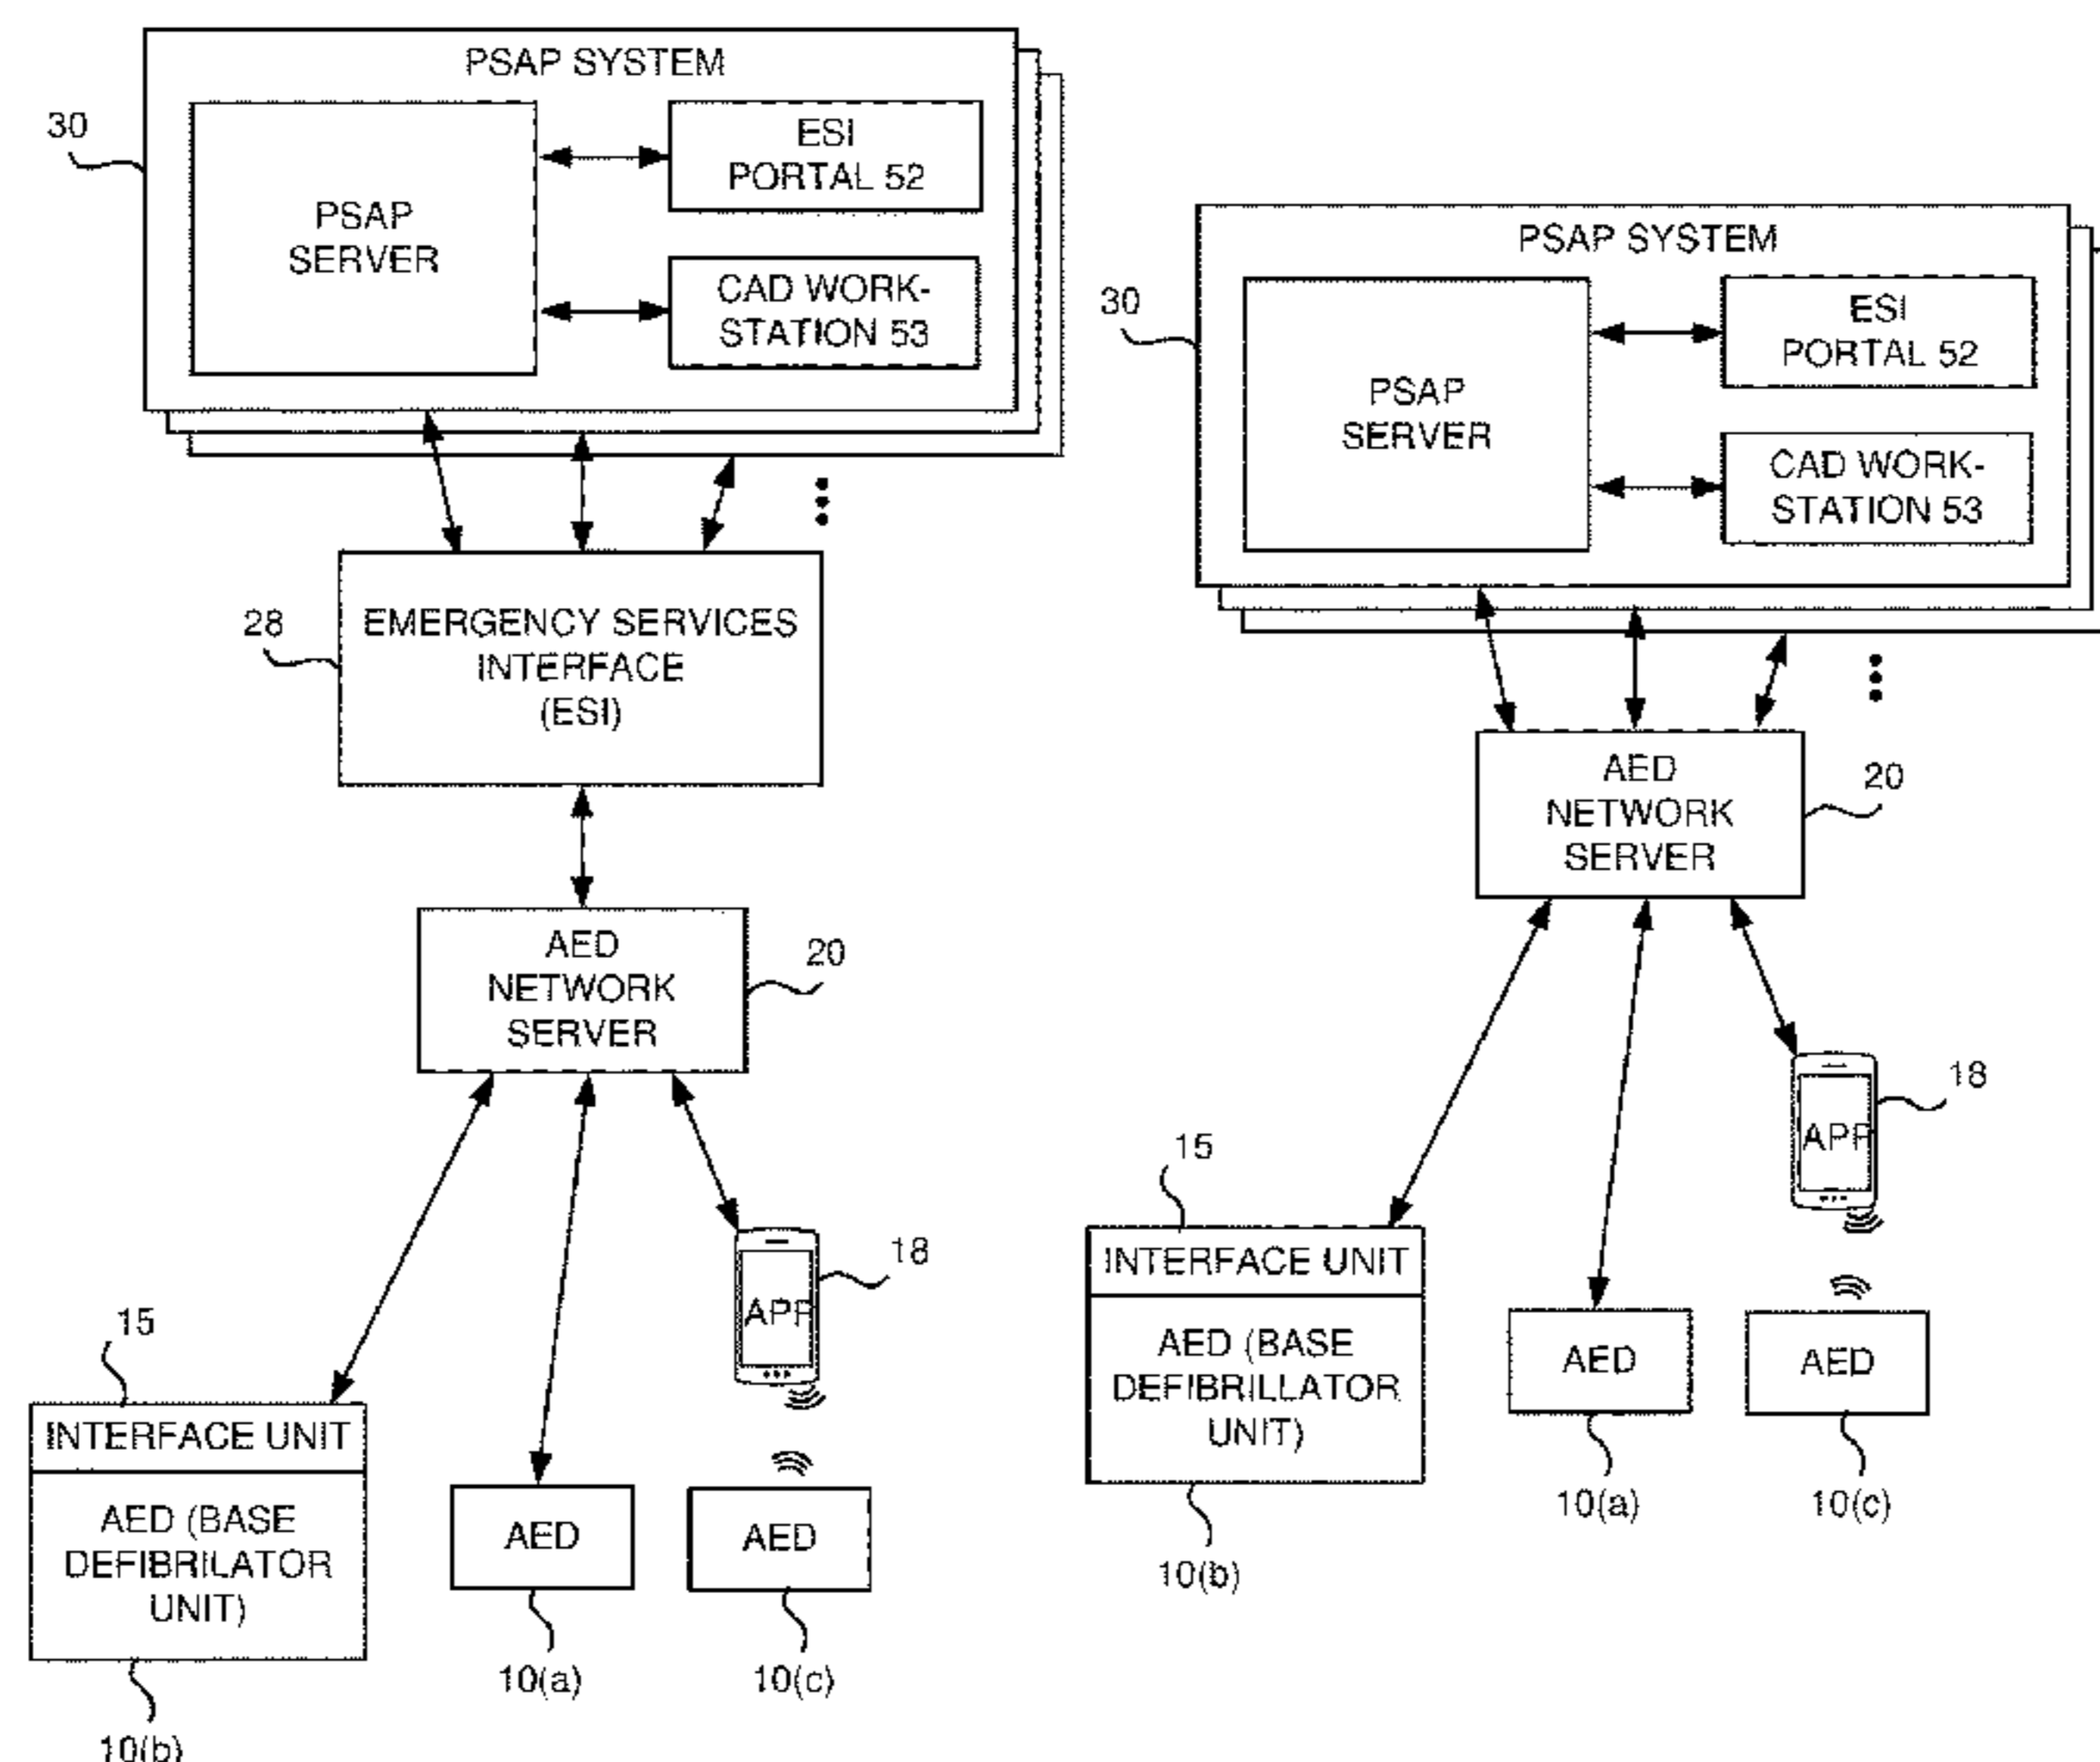 PSAP SYSTEM
30
PSAP
SERVER
ESI
PORTAL 52
CAD WORK-
STATION 53
28
EMERGENCY SERVICES
INTERFACE
(ESI)
AED
NETWORK
SERVER
20
18
APP
15
INTERFACE UNIT
AED (BASE
DEFIBRILATOR
UNIT)
10(b)
AED
10(a)
AED
10(c)
PSAP SYSTEM
30
PSAP
SERVER
ESI
PORTAL 52
CAD WORK-
STATION 53
AED
NETWORK
SERVER
20
18
APP
15
INTERFACE UNIT
AED (BASE
DEFIBRILLATOR
UNIT)
10(b)
AED
10(a)
AED
10(c)